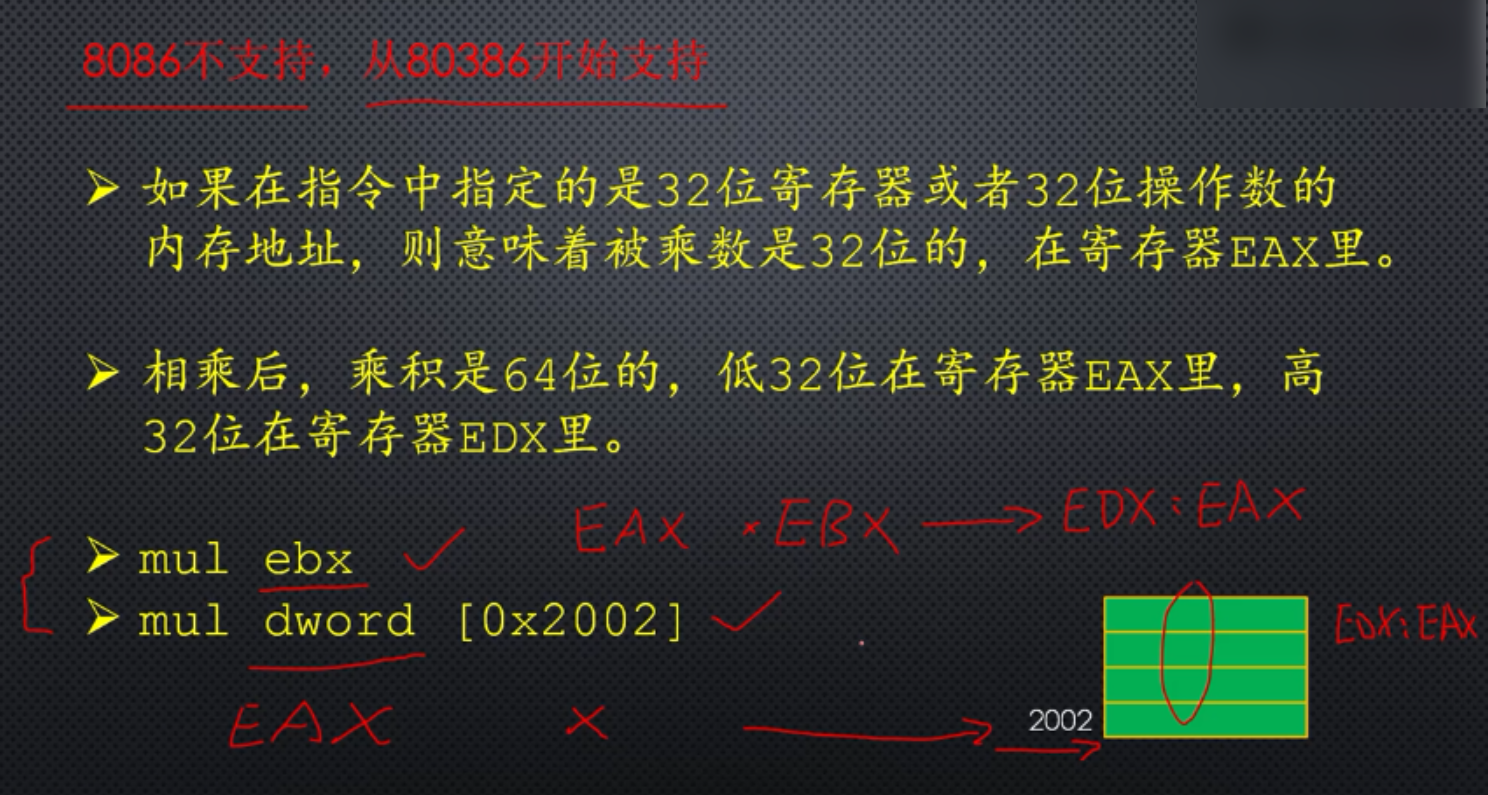 8086不支持，从80386开始支持
➢ 如果在指令中指定的是32位寄存器或者32位操作数的
内存地址，则意味着被乘数是32位的，在寄存器EAX里。
➢ 相乘后，乘积是64位的，低32位在寄存器EAX里，高
32位在寄存器EDX里。
EAX × EBX → EDX:EAX
➢ mul ebx ✓
➢ mul dword [0x2002] ✓
EDX:EAX
EAX × →
2002